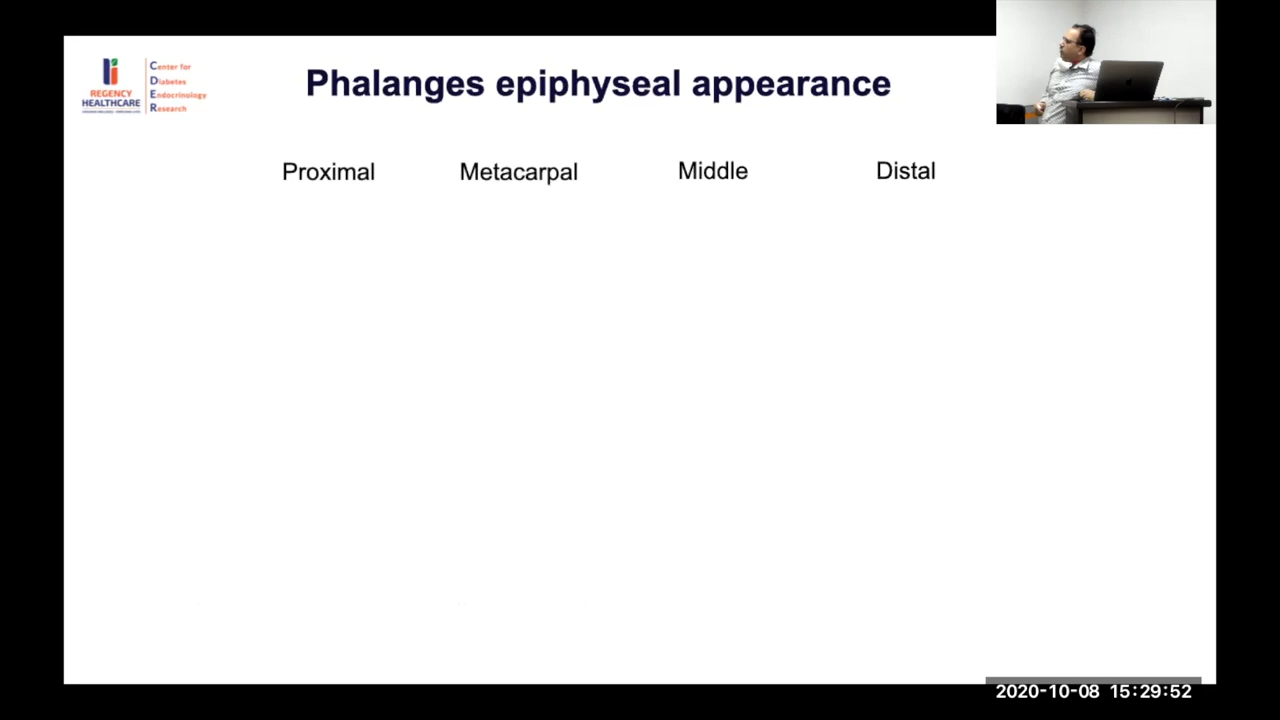 Center for
Diabetes
Endocrinology
Research
REGENCY
HEALTHCARE
Phalanges epiphyseal appearance
Proximal Metacarpal Middle Distal
2020-10-08 15:29:52